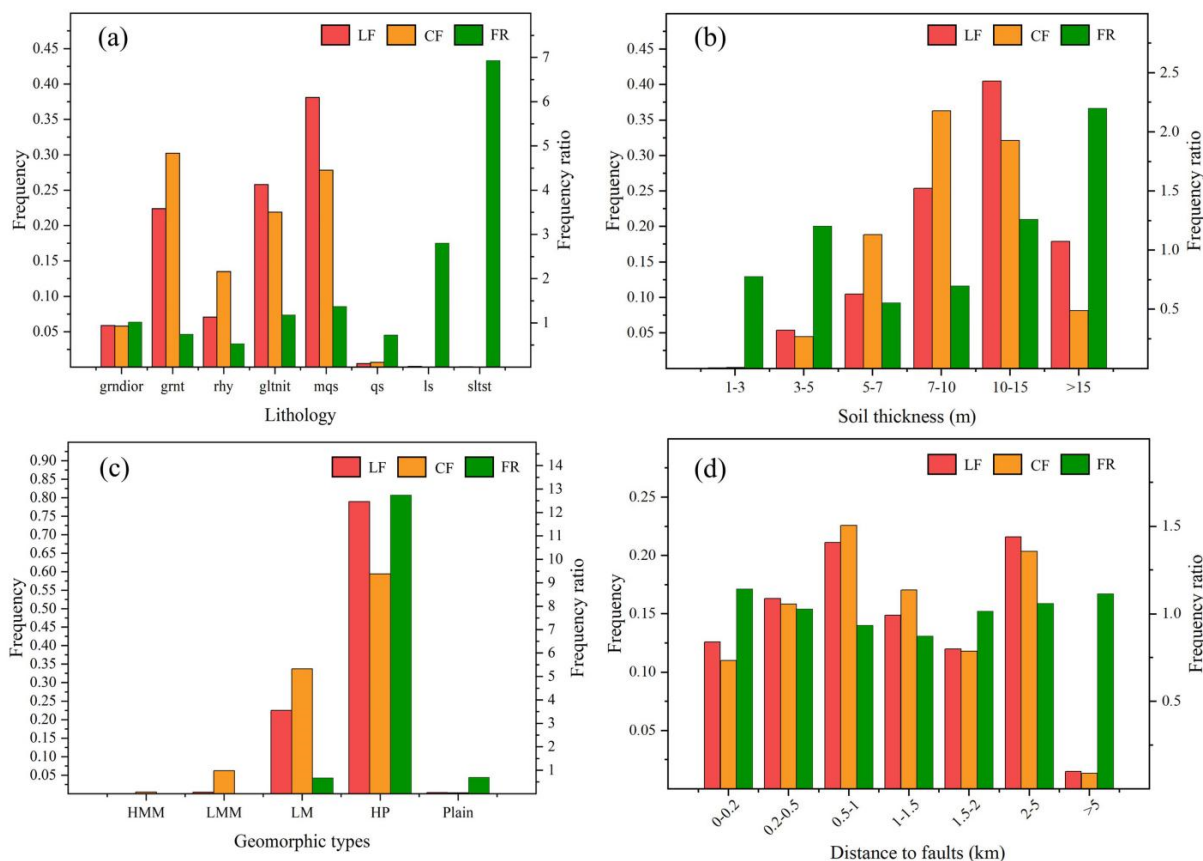 (a)
LF CF FR
0.45
0.40
0.35
0.30
0.25
0.20
0.15
0.10
0.05
Frequency
7
6
5
4
3
2
1
Frequency ratio
grndior grnt rhy gltnit mqs qs ls sltst
Lithology
(b)
LF CF FR
0.45
0.40
0.35
0.30
0.25
0.20
0.15
0.10
0.05
Frequency
2.5
2.0
1.5
1.0
0.5
Frequency ratio
1-3 3-5 5-7 7-10 10-15 >15
Soil thickness (m)
(c)
LF CF FR
0.90
0.85
0.80
0.75
0.70
0.65
0.60
0.55
0.50
0.45
0.40
0.35
0.30
0.25
0.20
0.15
0.10
0.05
Frequency
14
13
12
11
10
9
8
7
6
5
4
3
2
1
Frequency ratio
HMM LMM LM HP Plain
Geomorphic types
(d)
LF CF FR
0.25
0.20
0.15
0.10
0.05
Frequency
1.5
1.0
0.5
Frequency ratio
0-0.2 0.2-0.5 0.5-1 1-1.5 1.5-2 2-5 >5
Distance to faults (km)